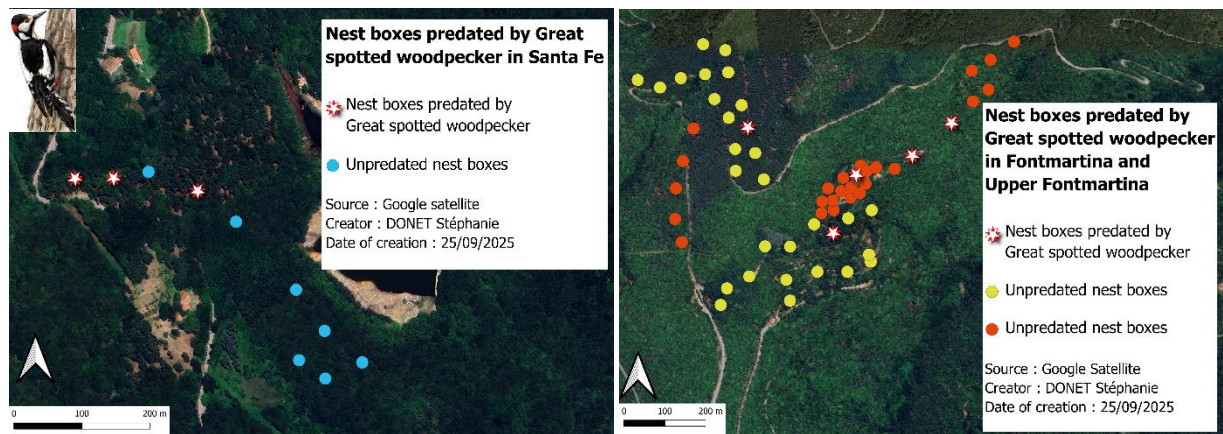 Nest boxes predated by Great
spotted woodpecker in Santa Fe
Nest boxes predated by
Great spotted woodpecker
Unpredated nest boxes
Source : Google satellite
Creator : DONET Stéphanie
Date of creation : 25/09/2025
0 100 200 m
Nest boxes predated by
Great spotted woodpecker
in Fontmartina and
Upper Fontmartina
Nest boxes predated by
Great spotted woodpecker
Unpredated nest boxes
Unpredated nest boxes
Source : Google Satellite
Creator : DONET Stéphanie
Date of creation : 25/09/2025
0 100 200 m